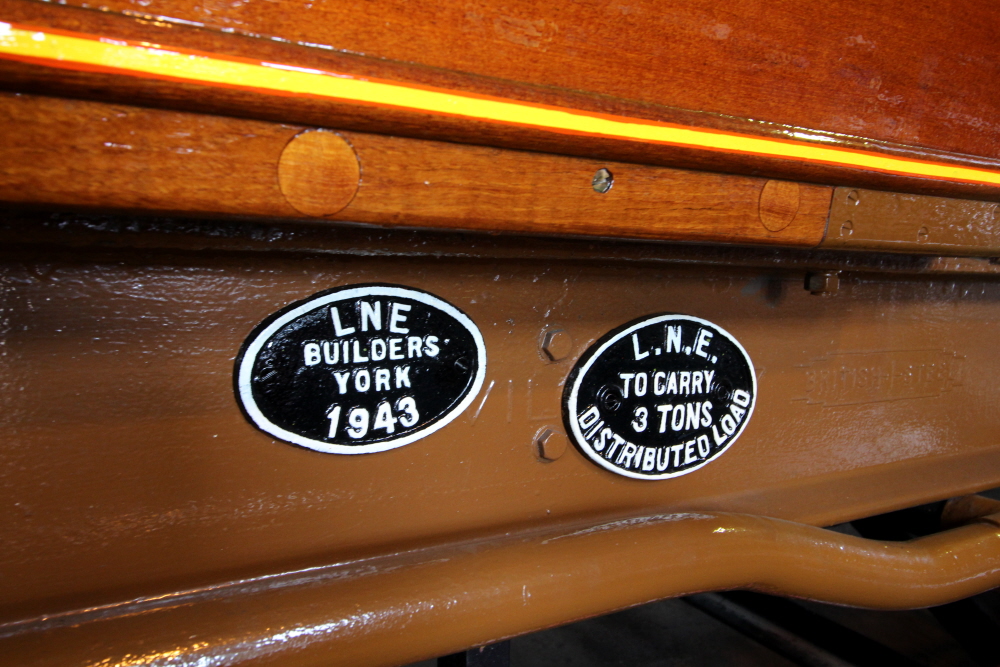 LNE
BUILDERS
YORK
1943
L.N.E.
TO CARRY
3 TONS
DISTRIBUTED LOAD